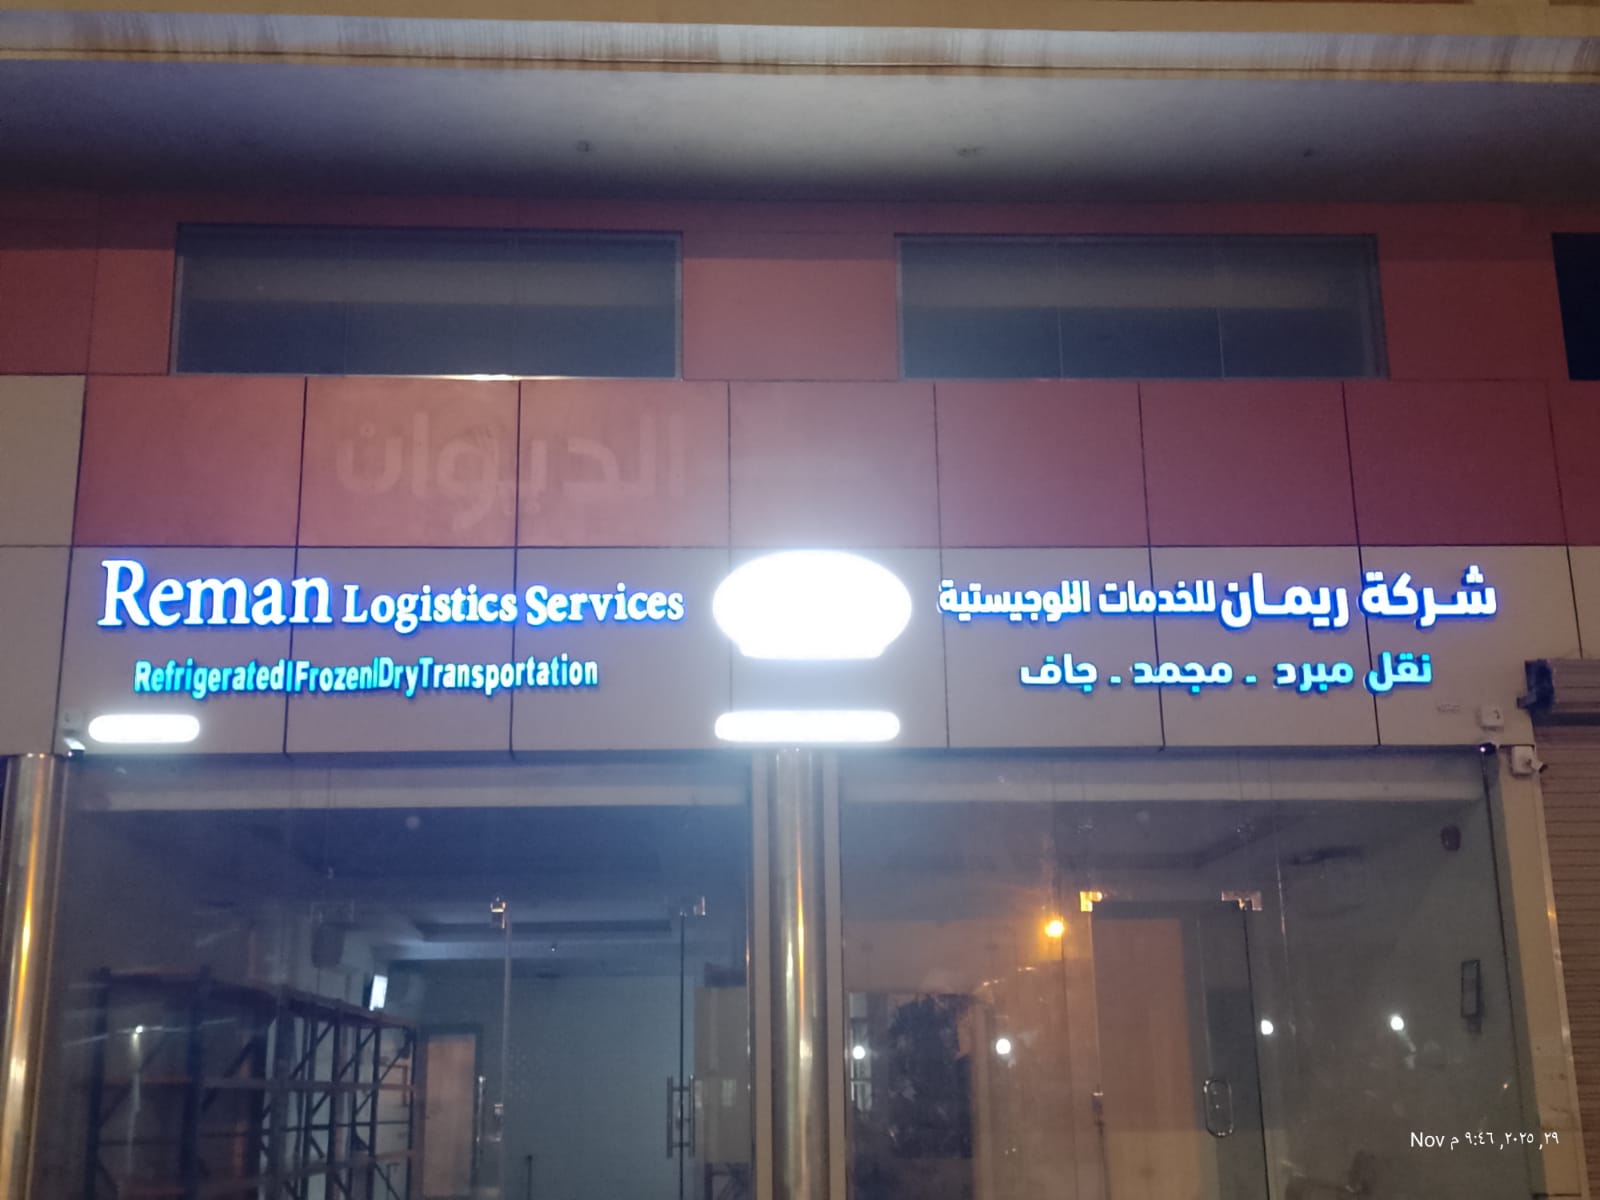 الديوان
Reman Logistics Services
Refrigerated|Frozen|DryTransportation
شركة ريمان للخدمات اللوجيستية
نقل مبرد - مجمد - جاف
Nov ٢٩, ٢٠٢٥, ٩:٤٦ م